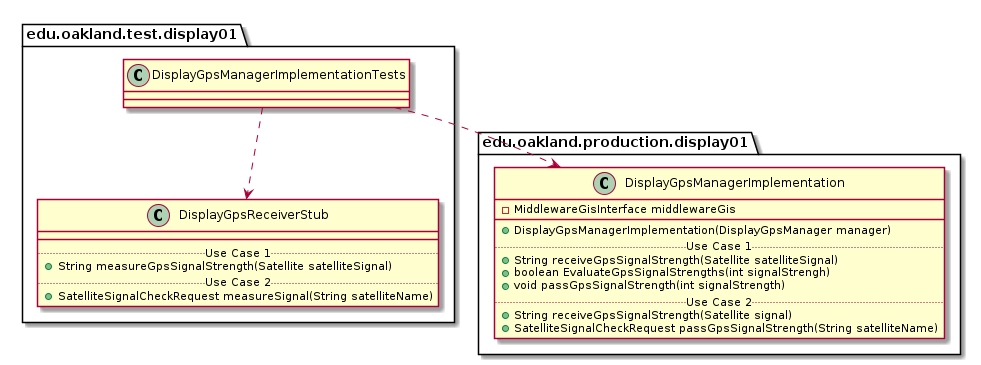 edu.oakland.test.display01
C DisplayGpsManagerImplementationTests
edu.oakland.production.display01
C DisplayGpsReceiverStub
Use Case 1
String measureGpsSignalStrength(Satellite satelliteSignal)
Use Case 2
SatelliteSignalCheckRequest measureSignal(String satelliteName)
C DisplayGpsManagerImplementation
MiddlewareGisInterface middlewareGis
DisplayGpsManagerImplementation(DisplayGpsManager manager)
Use Case 1
String receiveGpsSignalStrength(Satellite satelliteSignal)
boolean EvaluateGpsSignalStrengths(int signalStrengh)
void passGpsSignalStrength(int signalStrength)
Use Case 2
String receiveGpsSignalStrength(Satellite signal)
SatelliteSignalCheckRequest passGpsSignalStrength(String satelliteName)